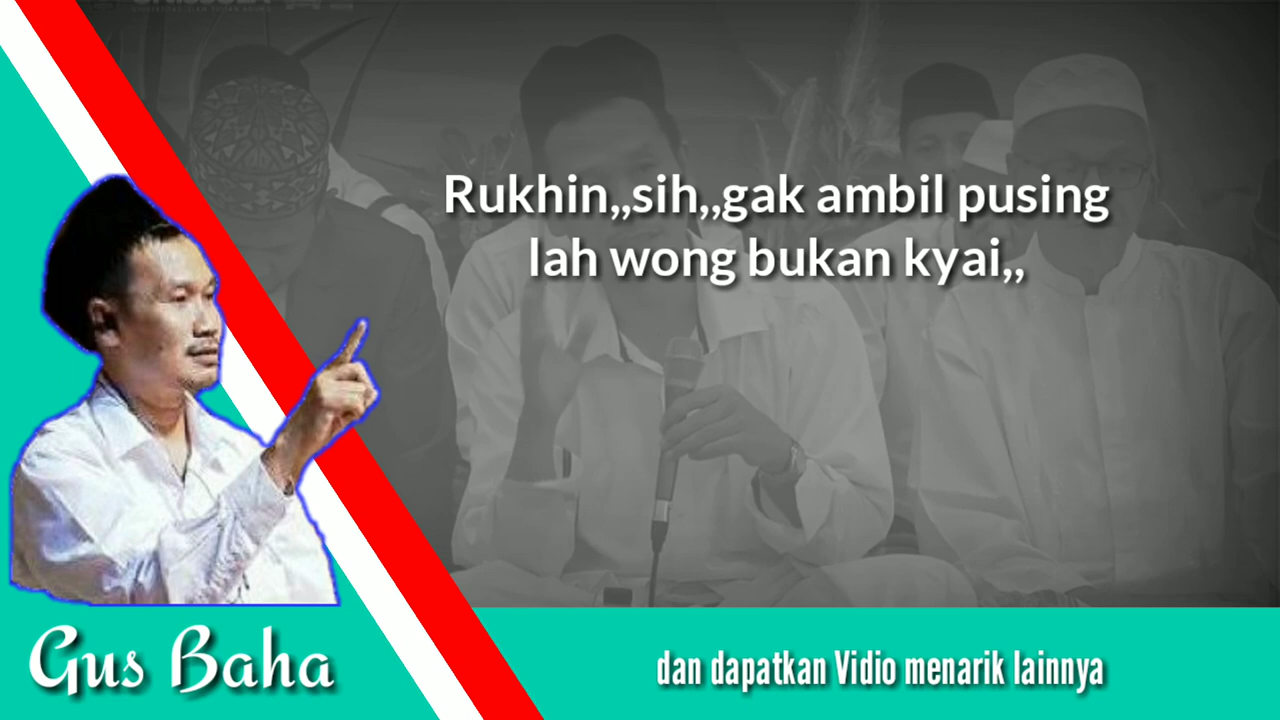 Rukhin,,sih,,gak ambil pusing
lah wong bukan kyai,,
Gus Baha
dan dapatkan Vidio menarik lainnya